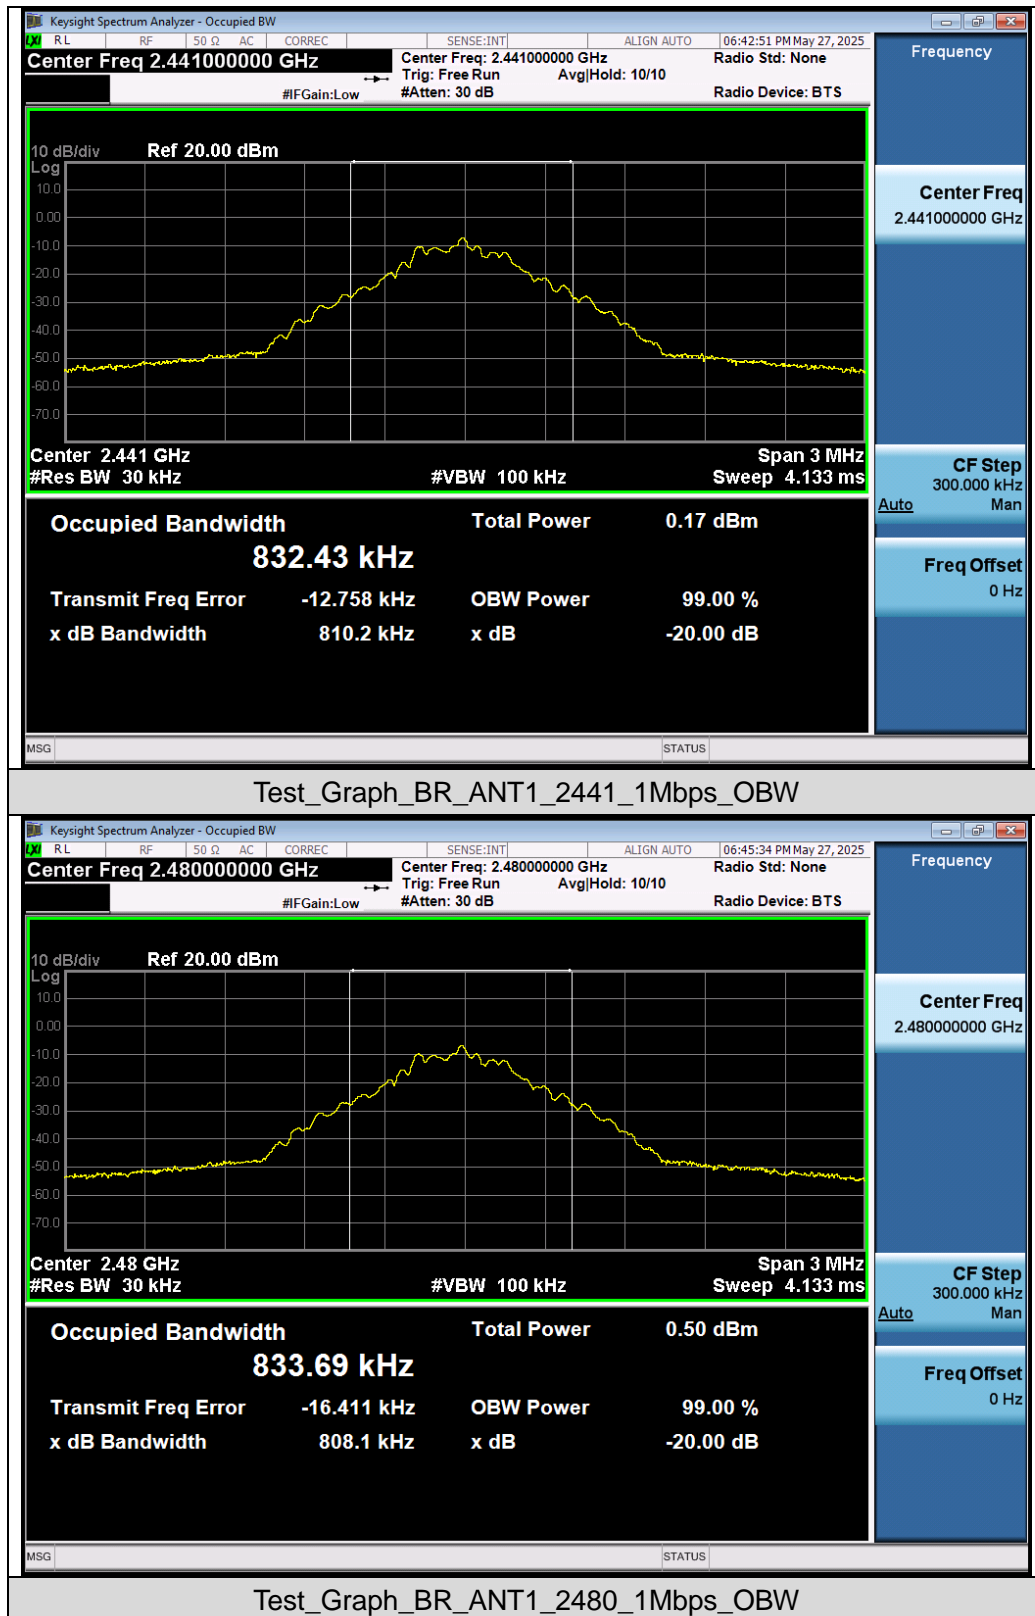 Keysight Spectrum Analyzer - Occupied BW
LXI RL RF 50 Ω AC CORREC SENSE:INT ALIGN AUTO 06:42:51 PM May 27, 2025
Center Freq 2.441000000 GHz
Center Freq: 2.441000000 GHz
Radio Std: None
Trig: Free Run Avg|Hold: 10/10
#IFGain:Low #Atten: 30 dB Radio Device: BTS
10 dB/div Ref 20.00 dBm
Log
10.0
0.00
-10.0
-20.0
-30.0
-40.0
-50.0
-60.0
-70.0
Center 2.441 GHz Span 3 MHz
#Res BW 30 kHz #VBW 100 kHz Sweep 4.133 ms
Occupied Bandwidth Total Power 0.17 dBm
832.43 kHz
Transmit Freq Error -12.758 kHz OBW Power 99.00 %
x dB Bandwidth 810.2 kHz x dB -20.00 dB
MSG STATUS
Frequency
Center Freq
2.441000000 GHz
CF Step
300.000 kHz
Auto Man
Freq Offset
0 Hz
Test_Graph_BR_ANT1_2441_1Mbps_OBW
Keysight Spectrum Analyzer - Occupied BW
LXI RL RF 50 Ω AC CORREC SENSE:INT ALIGN AUTO 06:45:34 PM May 27, 2025
Center Freq 2.480000000 GHz
Center Freq: 2.480000000 GHz
Radio Std: None
Trig: Free Run Avg|Hold: 10/10
#IFGain:Low #Atten: 30 dB Radio Device: BTS
10 dB/div Ref 20.00 dBm
Log
10.0
0.00
-10.0
-20.0
-30.0
-40.0
-50.0
-60.0
-70.0
Center 2.48 GHz Span 3 MHz
#Res BW 30 kHz #VBW 100 kHz Sweep 4.133 ms
Occupied Bandwidth Total Power 0.50 dBm
833.69 kHz
Transmit Freq Error -16.411 kHz OBW Power 99.00 %
x dB Bandwidth 808.1 kHz x dB -20.00 dB
MSG STATUS
Frequency
Center Freq
2.480000000 GHz
CF Step
300.000 kHz
Auto Man
Freq Offset
0 Hz
Test_Graph_BR_ANT1_2480_1Mbps_OBW